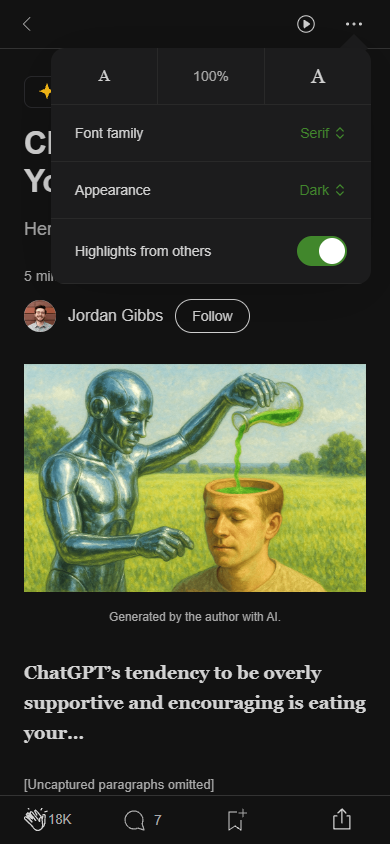 A
100%
A
Font family
Serif
Appearance
Dark
Highlights from others
Her
5 min
Jordan Gibbs
Follow
Generated by the author with AI.
ChatGPT's tendency to be overly
supportive and encouraging is eating
your...
[Uncaptured paragraphs omitted]
18K
7